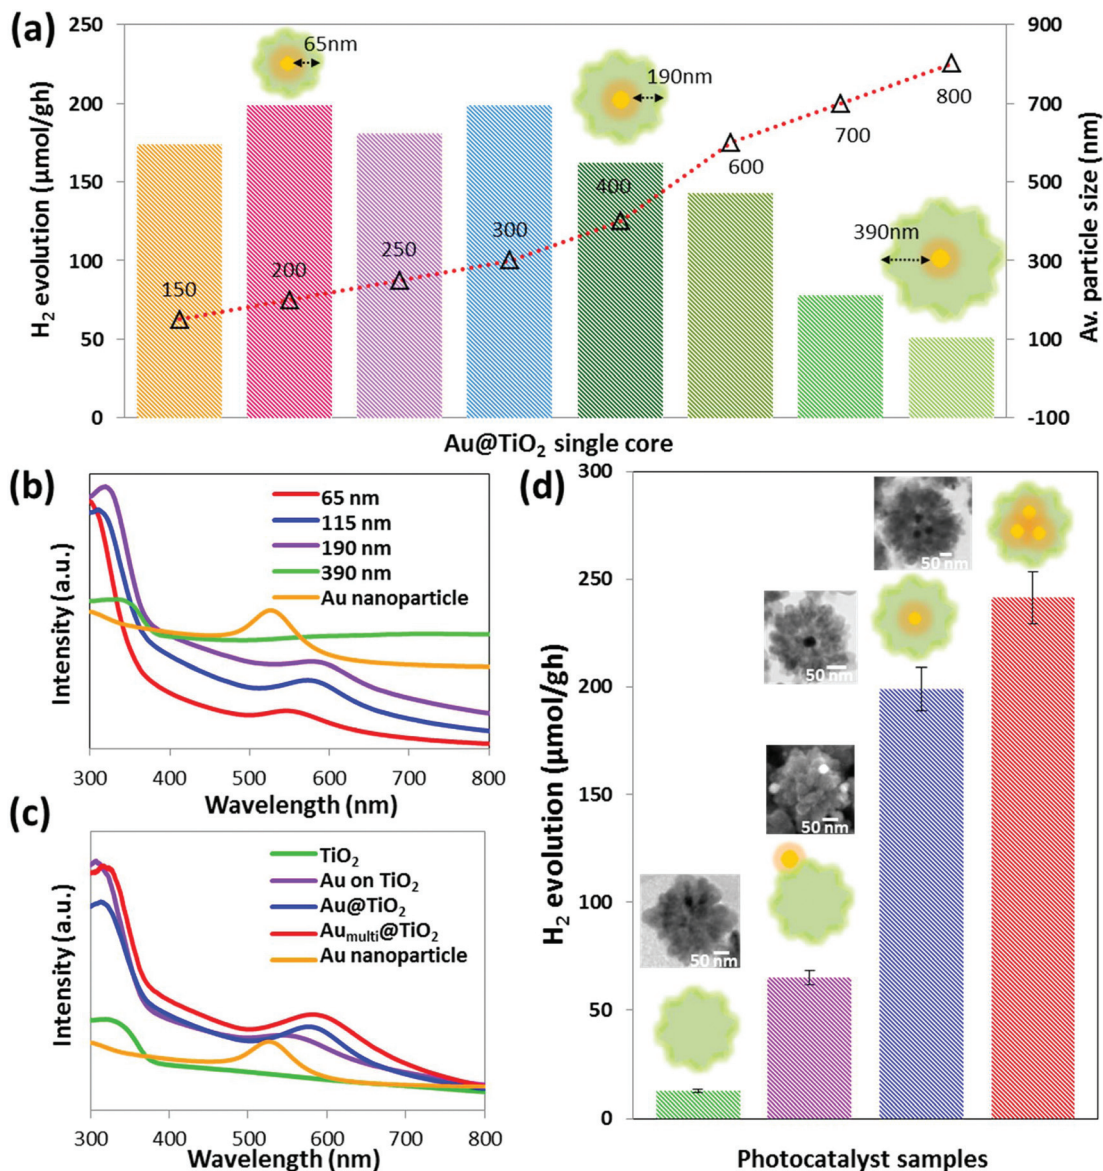 (a)
H₂ evolution (µmol/gh)
250
200
150
100
50
0
65nm
190nm
390nm
150
200
250
300
400
600
700
800
900
700
500
300
100
-100
Av. particle size (nm)
Au@TiO₂ single core
(b)
Intensity (a.u.)
65 nm
115 nm
190 nm
390 nm
Au nanoparticle
300 400 500 600 700 800
Wavelength (nm)
(c)
Intensity (a.u.)
TiO₂
Au on TiO₂
Au@TiO₂
Auₘᵤₗₜᵢ@TiO₂
Au nanoparticle
300 400 500 600 700 800
Wavelength (nm)
(d)
H₂ evolution (µmol/gh)
300
250
200
150
100
50
0
50 nm
50 nm
50 nm
50 nm
Photocatalyst samples